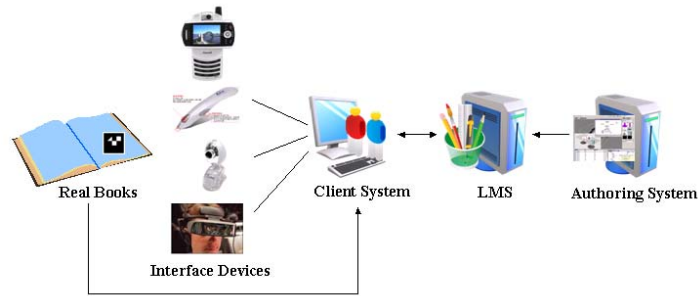 Real Books
Interface Devices
Client System
LMS
Authoring System